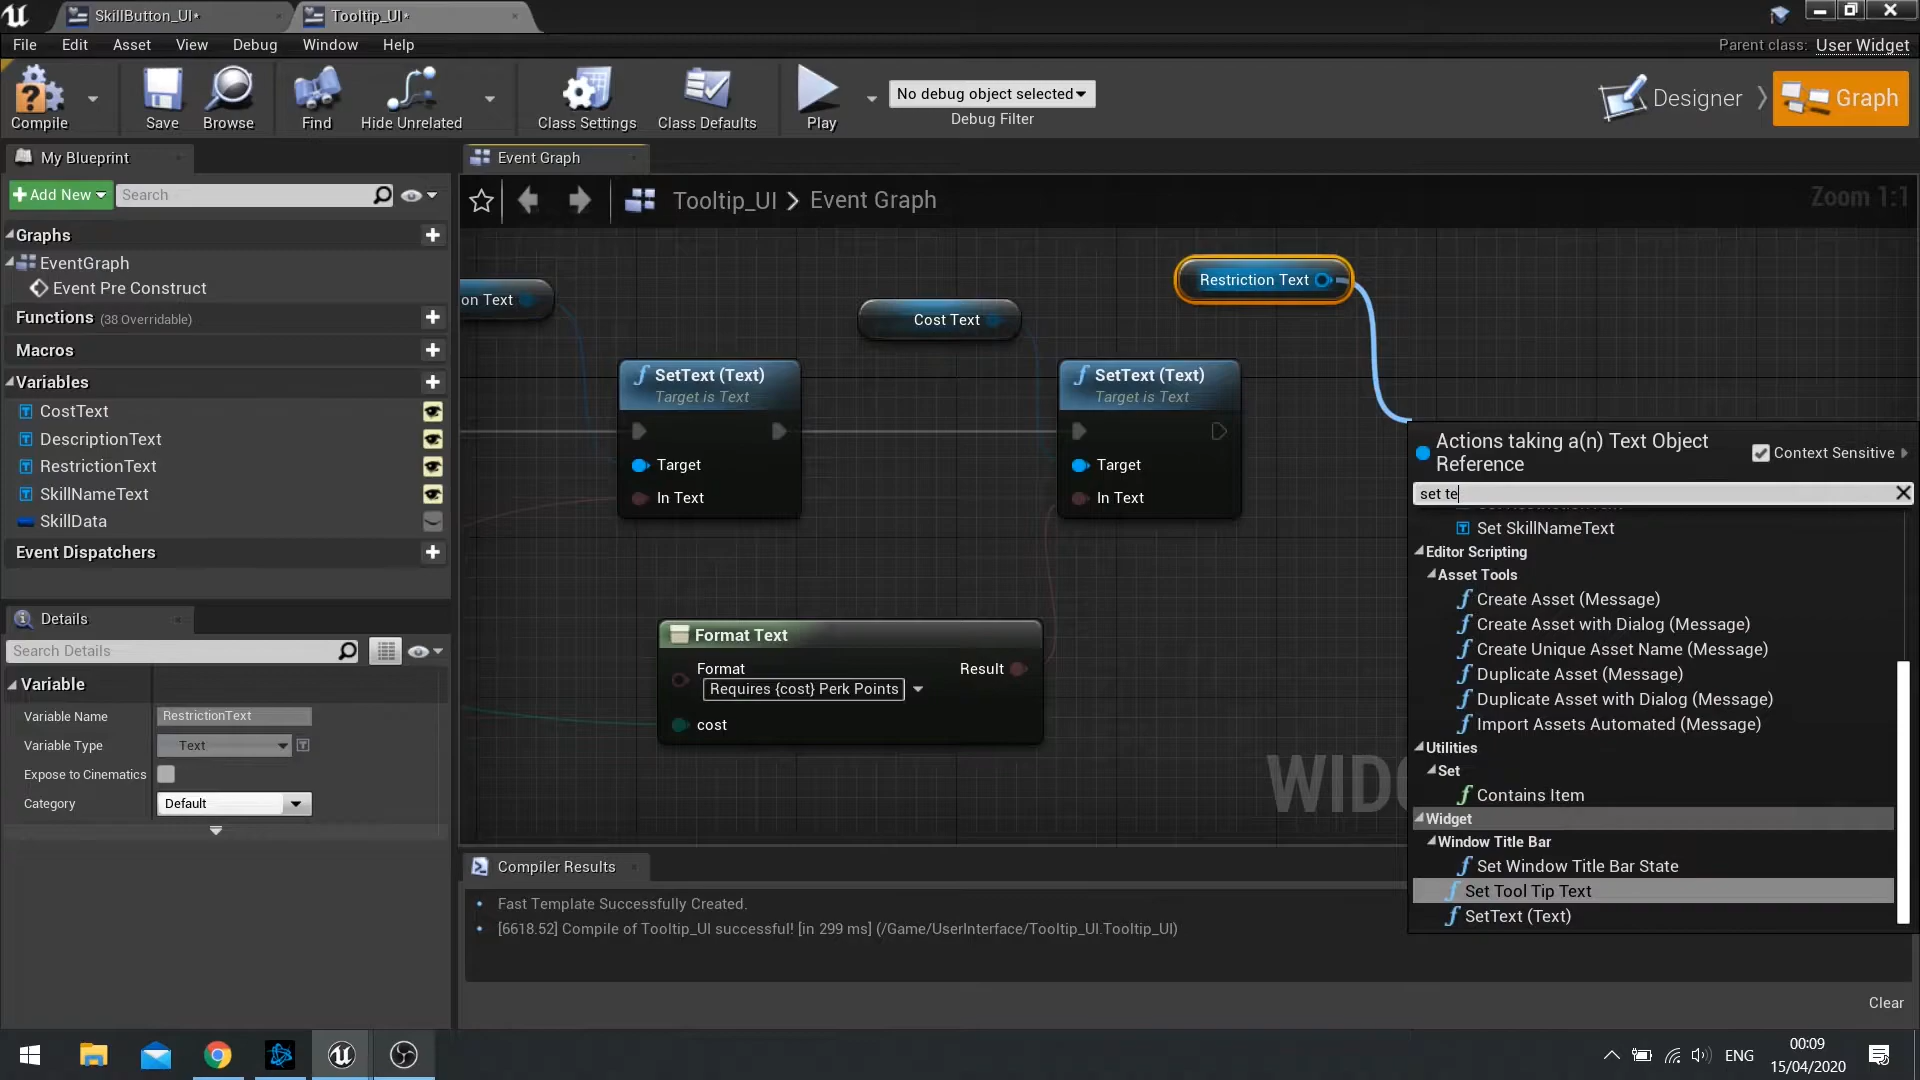 SkillButton_UI*
Tooltip_UI*
File Edit Asset View Debug Window Help
Parent class: User Widget
Compile
Save
Browse
Find
Hide Unrelated
Class Settings
Class Defaults
Play
No debug object selected
Debug Filter
Designer
Graph
My Blueprint
Add New
Search
Graphs
EventGraph
Event Pre Construct
Functions (38 Overridable)
Macros
Variables
CostText
DescriptionText
RestrictionText
SkillNameText
SkillData
Event Dispatchers
Details
Search Details
Variable
Variable Name RestrictionText
Variable Type Text
Expose to Cinematics
Category Default
Event Graph
Tooltip_UI > Event Graph
Zoom 1:1
on Text
Cost Text
Restriction Text
SetText (Text)
Target is Text
Target
In Text
SetText (Text)
Target is Text
Target
In Text
Format Text
Format
Requires {cost} Perk Points
Result
cost
WIDG
Actions taking a(n) Text Object
Reference
Context Sensitive
set te
Set SkillNameText
Editor Scripting
Asset Tools
Create Asset (Message)
Create Asset with Dialog (Message)
Create Unique Asset Name (Message)
Duplicate Asset (Message)
Duplicate Asset with Dialog (Message)
Import Assets Automated (Message)
Utilities
Set
Contains Item
Widget
Window Title Bar
Set Window Title Bar State
Set Tool Tip Text
SetText (Text)
Compiler Results
Fast Template Successfully Created.
[6618.52] Compile of Tooltip_UI successful! [in 299 ms] (/Game/UserInterface/Tooltip_UI.Tooltip_UI)
Clear
ENG
00:09
15/04/2020